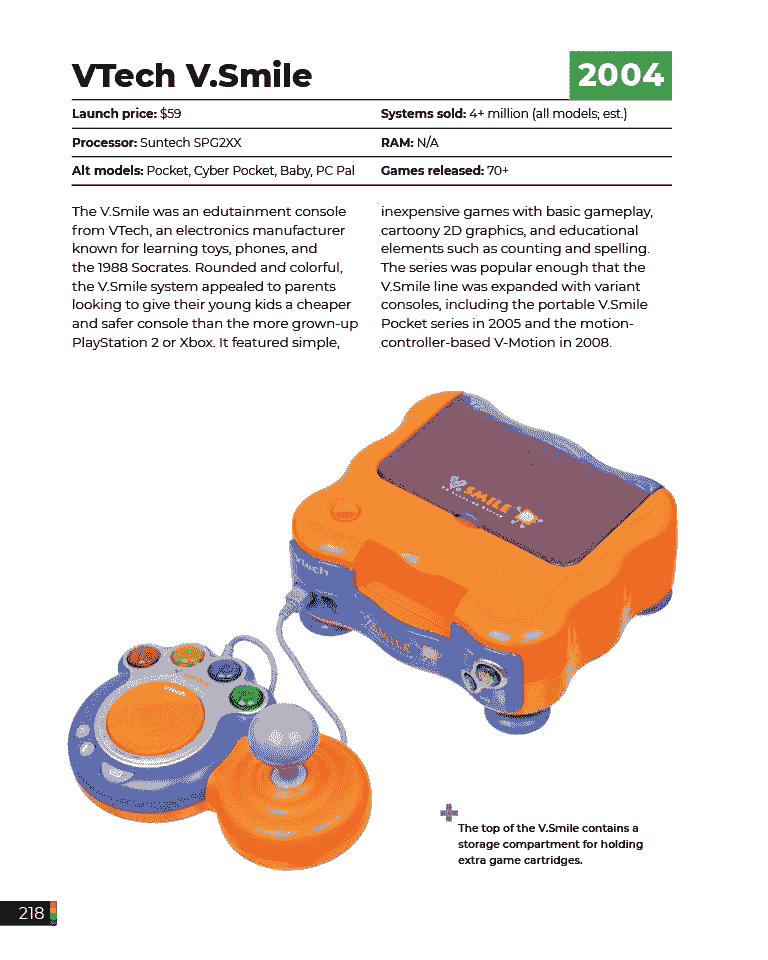 VTech V.Smile
2004
Launch price: $59
Systems sold: 4+ million (all models; est.)
Processor: Suntech SPG2XX
RAM: N/A
Alt models: Pocket, Cyber Pocket, Baby, PC Pal
Games released: 70+
The V.Smile was an edutainment console
from VTech, an electronics manufacturer
known for learning toys, phones, and
the 1988 Socrates. Rounded and colorful,
the V.Smile system appealed to parents
looking to give their young kids a cheaper
and safer console than the more grown-up
PlayStation 2 or Xbox. It featured simple,
inexpensive games with basic gameplay,
cartoony 2D graphics, and educational
elements such as counting and spelling.
The series was popular enough that the
V.Smile line was expanded with variant
consoles, including the portable V.Smile
Pocket series in 2005 and the motion-
controller-based V-Motion in 2008.
V.SMILE
vtech
SMILE
vtech
The top of the V.Smile contains a
storage compartment for holding
extra game cartridges.
218